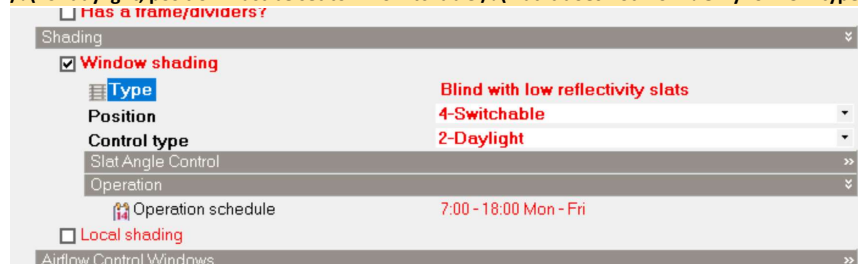 Has a frame/dividers?
Shading
Window shading
Type Blind with low reflectivity slats
Position 4-Switchable
Control type 2-Daylight
Slat Angle Control
Operation
Operation schedule 7:00 - 18:00 Mon - Fri
Local shading
Airflow Control Windows